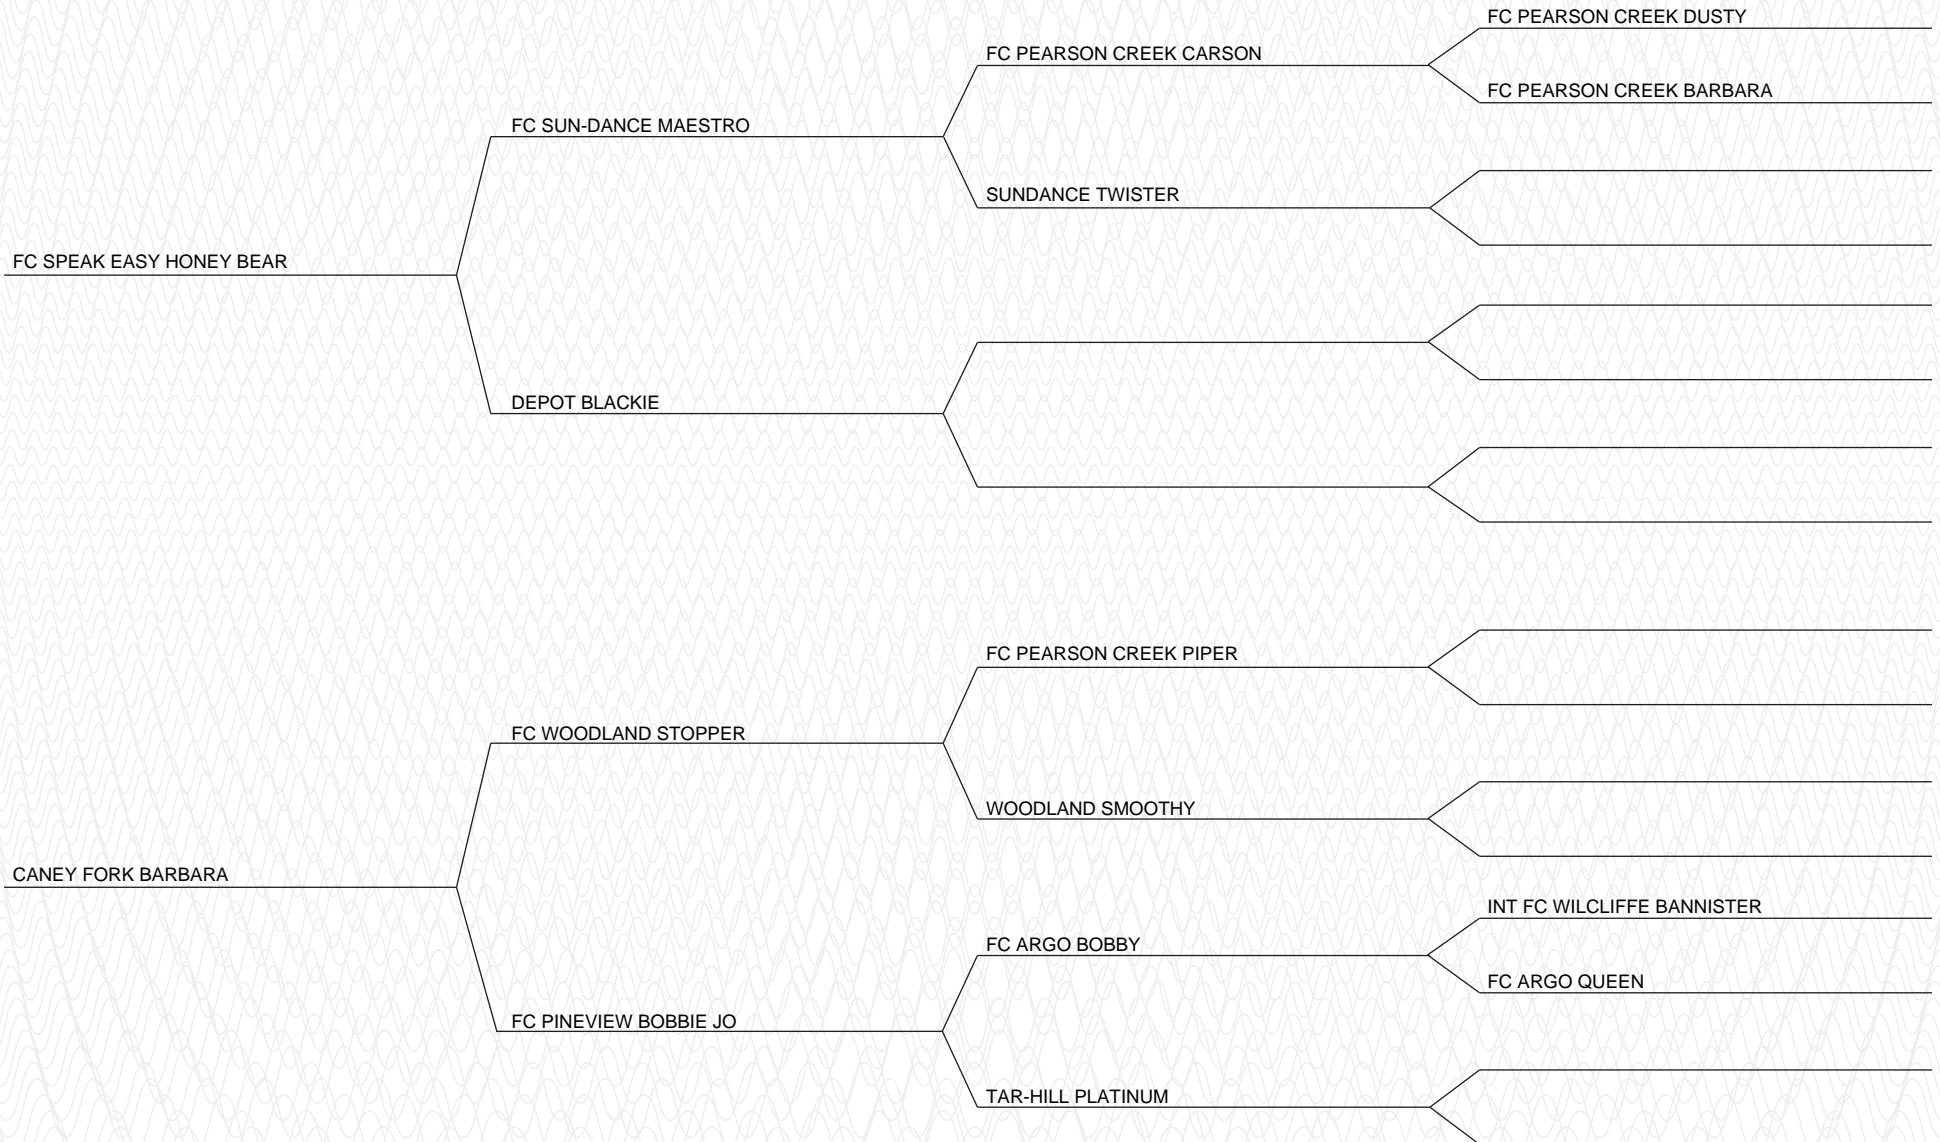 FC PEARSON CREEK DUSTY
FC PEARSON CREEK CARSON
FC PEARSON CREEK BARBARA
FC SUN-DANCE MAESTRO
SUNDANCE TWISTER
FC SPEAK EASY HONEY BEAR
DEPOT BLACKIE
FC PEARSON CREEK PIPER
FC WOODLAND STOPPER
WOODLAND SMOOTHY
CANEY FORK BARBARA
INT FC WILCLIFFE BANNISTER
FC ARGO BOBBY
FC ARGO QUEEN
FC PINEVIEW BOBBIE JO
TAR-HILL PLATINUM